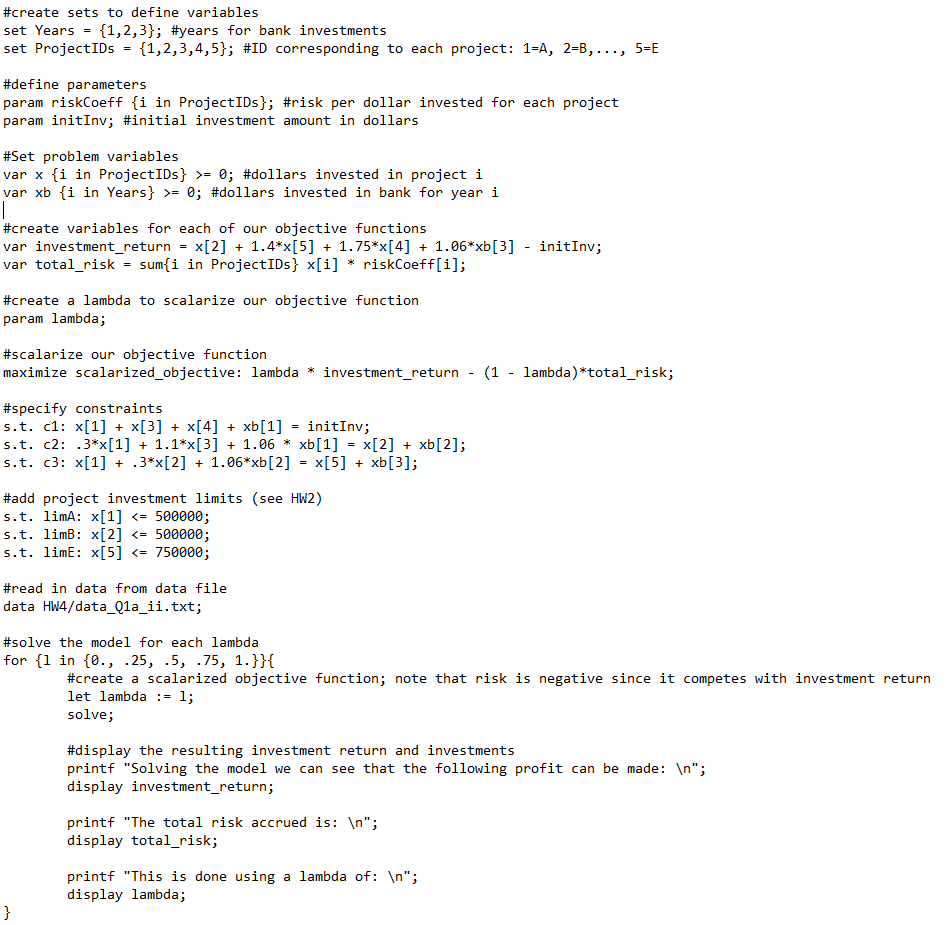 #create sets to define variables
set Years = {1,2,3}; #years for bank investments
set ProjectIDs = {1,2,3,4,5}; #ID corresponding to each project: 1=A, 2=B,..., 5=E
#define parameters
param riskCoeff {i in ProjectIDs}; #risk per dollar invested for each project
param initInv; #initial investment amount in dollars
#Set problem variables
var x {i in ProjectIDs} >= 0; #dollars invested in project i
var xb {i in Years} >= 0; #dollars invested in bank for year i
#create variables for each of our objective functions
var investment_return = x[2] + 1.4*x[5] + 1.75*x[4] + 1.06*xb[3] - initInv;
var total_risk = sum{i in ProjectIDs} x[i] * riskCoeff[i];
#create a lambda to scalarize our objective function
param lambda;
#scalarize our objective function
maximize scalarized_objective: lambda * investment_return - (1 - lambda)*total_risk;
#specify constraints
s.t. c1: x[1] + x[3] + x[4] + xb[1] = initInv;
s.t. c2: .3*x[1] + 1.1*x[3] + 1.06 * xb[1] = x[2] + xb[2];
s.t. c3: x[1] + .3*x[2] + 1.06*xb[2] = x[5] + xb[3];
#add project investment limits (see HW2)
s.t. limA: x[1] <= 500000;
s.t. limB: x[2] <= 500000;
s.t. limE: x[5] <= 750000;
#read in data from data file
data HW4/data_Q1a_ii.txt;
#solve the model for each lambda
for {l in {0., .25, .5, .75, 1.}}{
#create a scalarized objective function; note that risk is negative since it competes with investment return
let lambda := l;
solve;
#display the resulting investment return and investments
printf "Solving the model we can see that the following profit can be made: \n";
display investment_return;
printf "The total risk accrued is: \n";
display total_risk;
printf "This is done using a lambda of: \n";
display lambda;
}